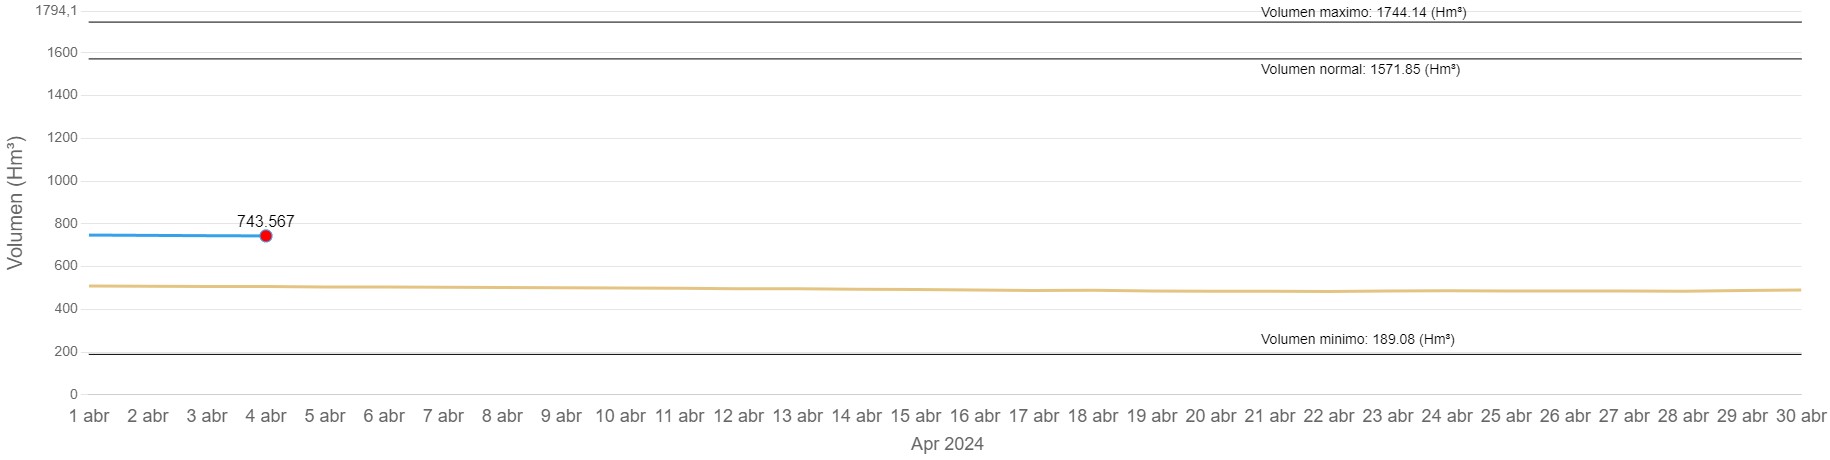 1794,1
Volumen maximo: 1744.14 (Hm³)
1600
Volumen normal: 1571.85 (Hm³)
1400
1200
Volumen (Hm³)
1000
800
743.567
600
400
Volumen minimo: 189.08 (Hm³)
200
0
1 abr 2 abr 3 abr 4 abr 5 abr 6 abr 7 abr 8 abr 9 abr 10 abr 11 abr 12 abr 13 abr 14 abr 15 abr 16 abr 17 abr 18 abr 19 abr 20 abr 21 abr 22 abr 23 abr 24 abr 25 abr 26 abr 27 abr 28 abr 29 abr 30 abr
Apr 2024